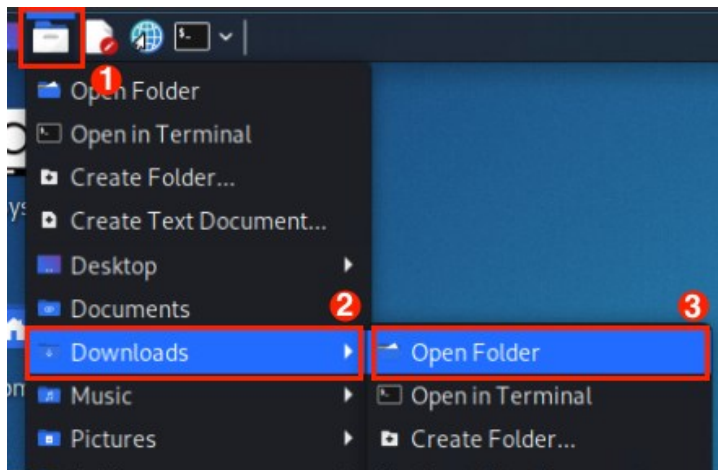 1
Open Folder
Open in Terminal
Create Folder...
Create Text Document...
Desktop
Documents
2
3
Downloads
Open Folder
Music
Open in Terminal
Pictures
Create Folder...